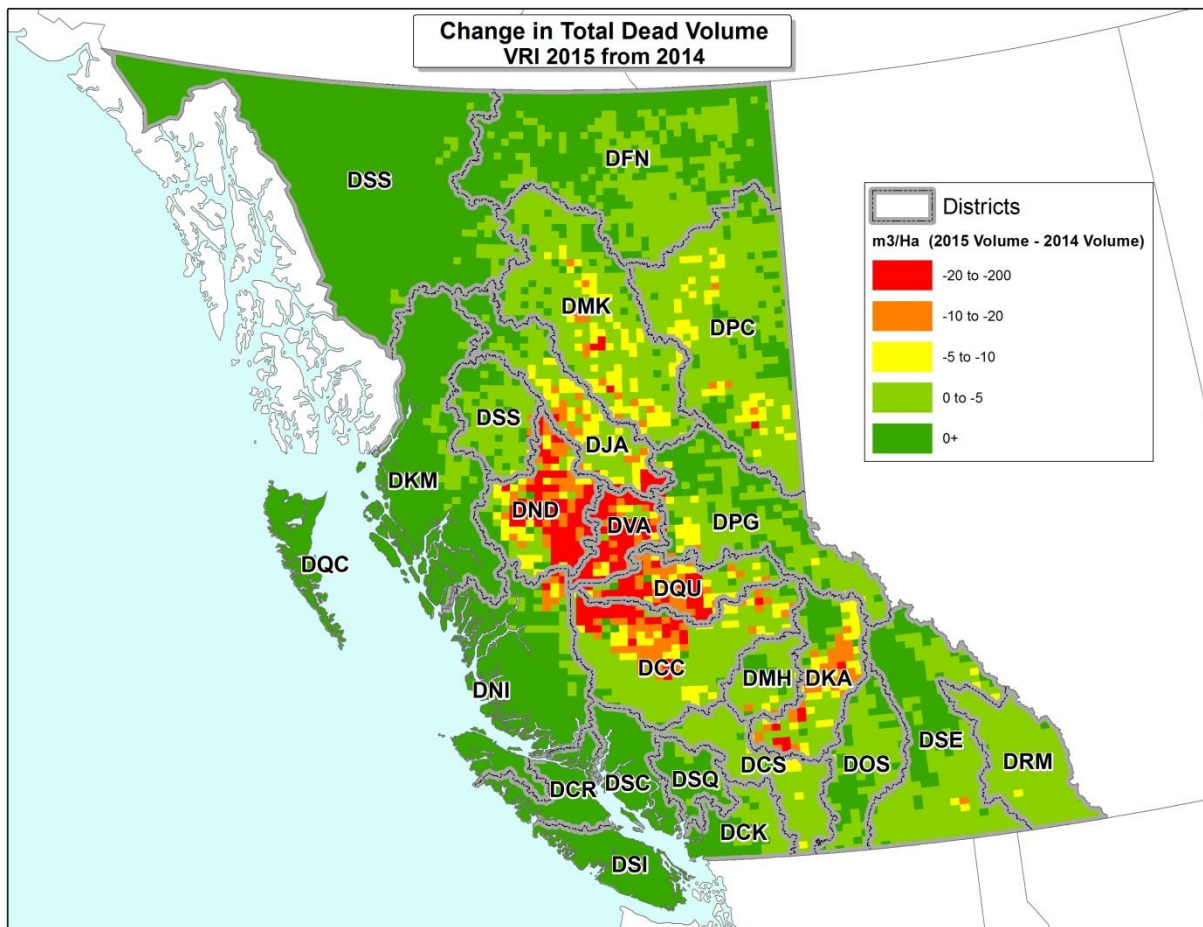 Change in Total Dead Volume
VRI 2015 from 2014
DFN
DSS
Districts
m3/Ha (2015 Volume - 2014 Volume)
-20 to -200
-10 to -20
-5 to -10
0 to -5
0+
DMK
DPC
DSS
DJA
DKM
DND
DVA
DPG
DQC
DQU
DCC
DMH
DKA
DNI
DSE
DRM
DCS
DOS
DCR
DSC
DSQ
DCK
DSI